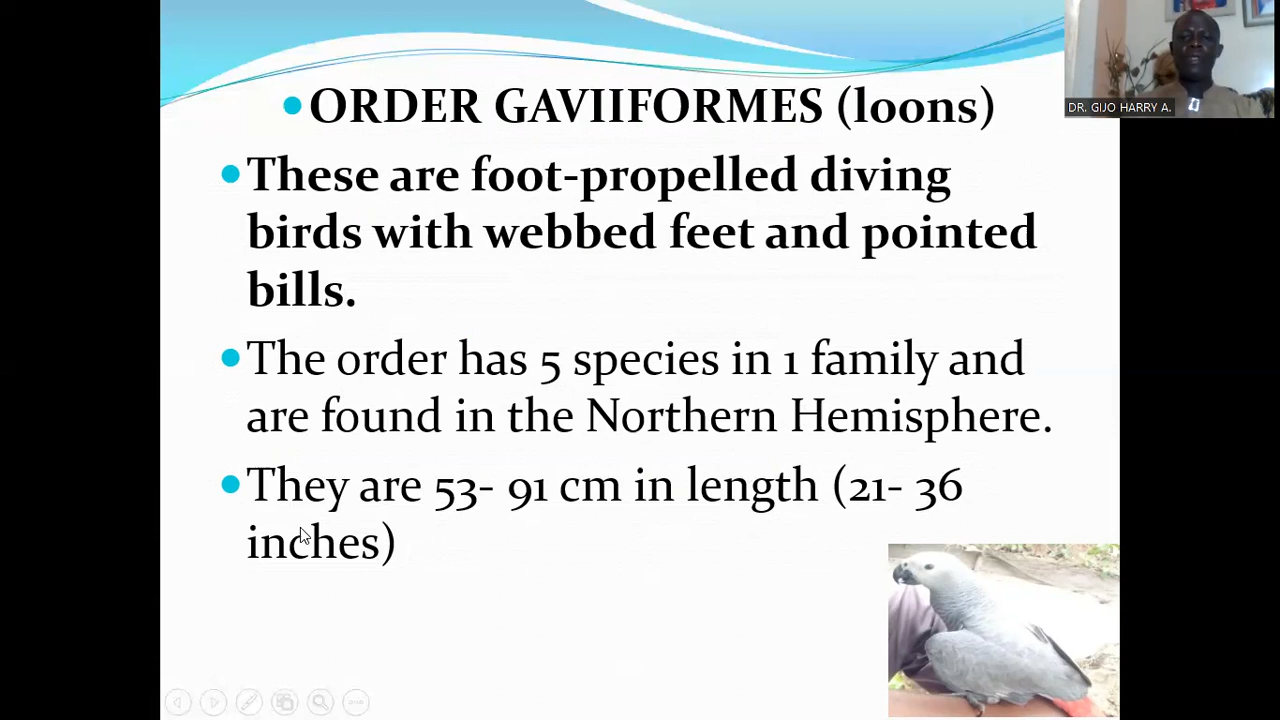 DR. GIJO HARRY A.
ORDER GAVIIFORMES (loons)
These are foot-propelled diving
birds with webbed feet and pointed
bills.
The order has 5 species in 1 family and
are found in the Northern Hemisphere.
They are 53- 91 cm in length (21- 36
inches)